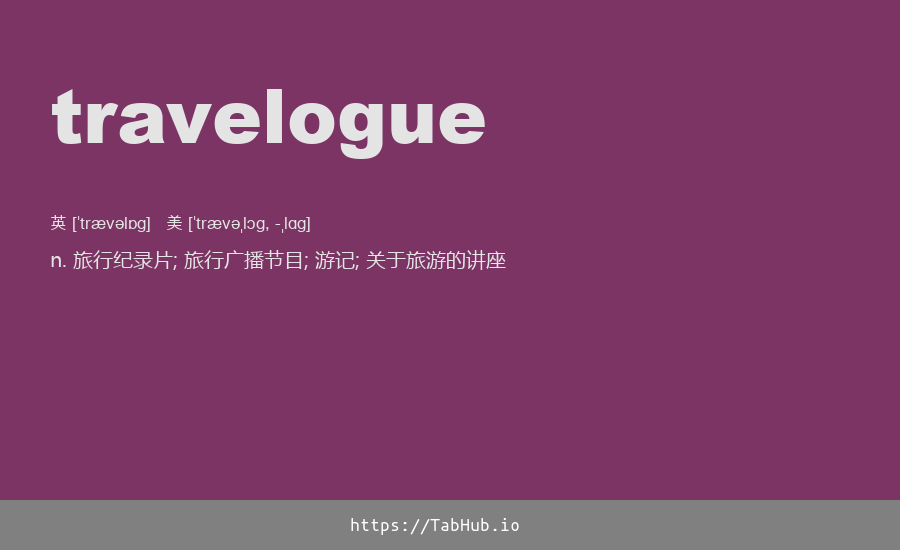 travelogue
英 [ˈtrævəlɒg] 美 [ˈtrævəˌlɔg, -ˌlɑg]
n. 旅行纪录片; 旅行广播节目; 游记; 关于旅游的讲座
https://TabHub.io